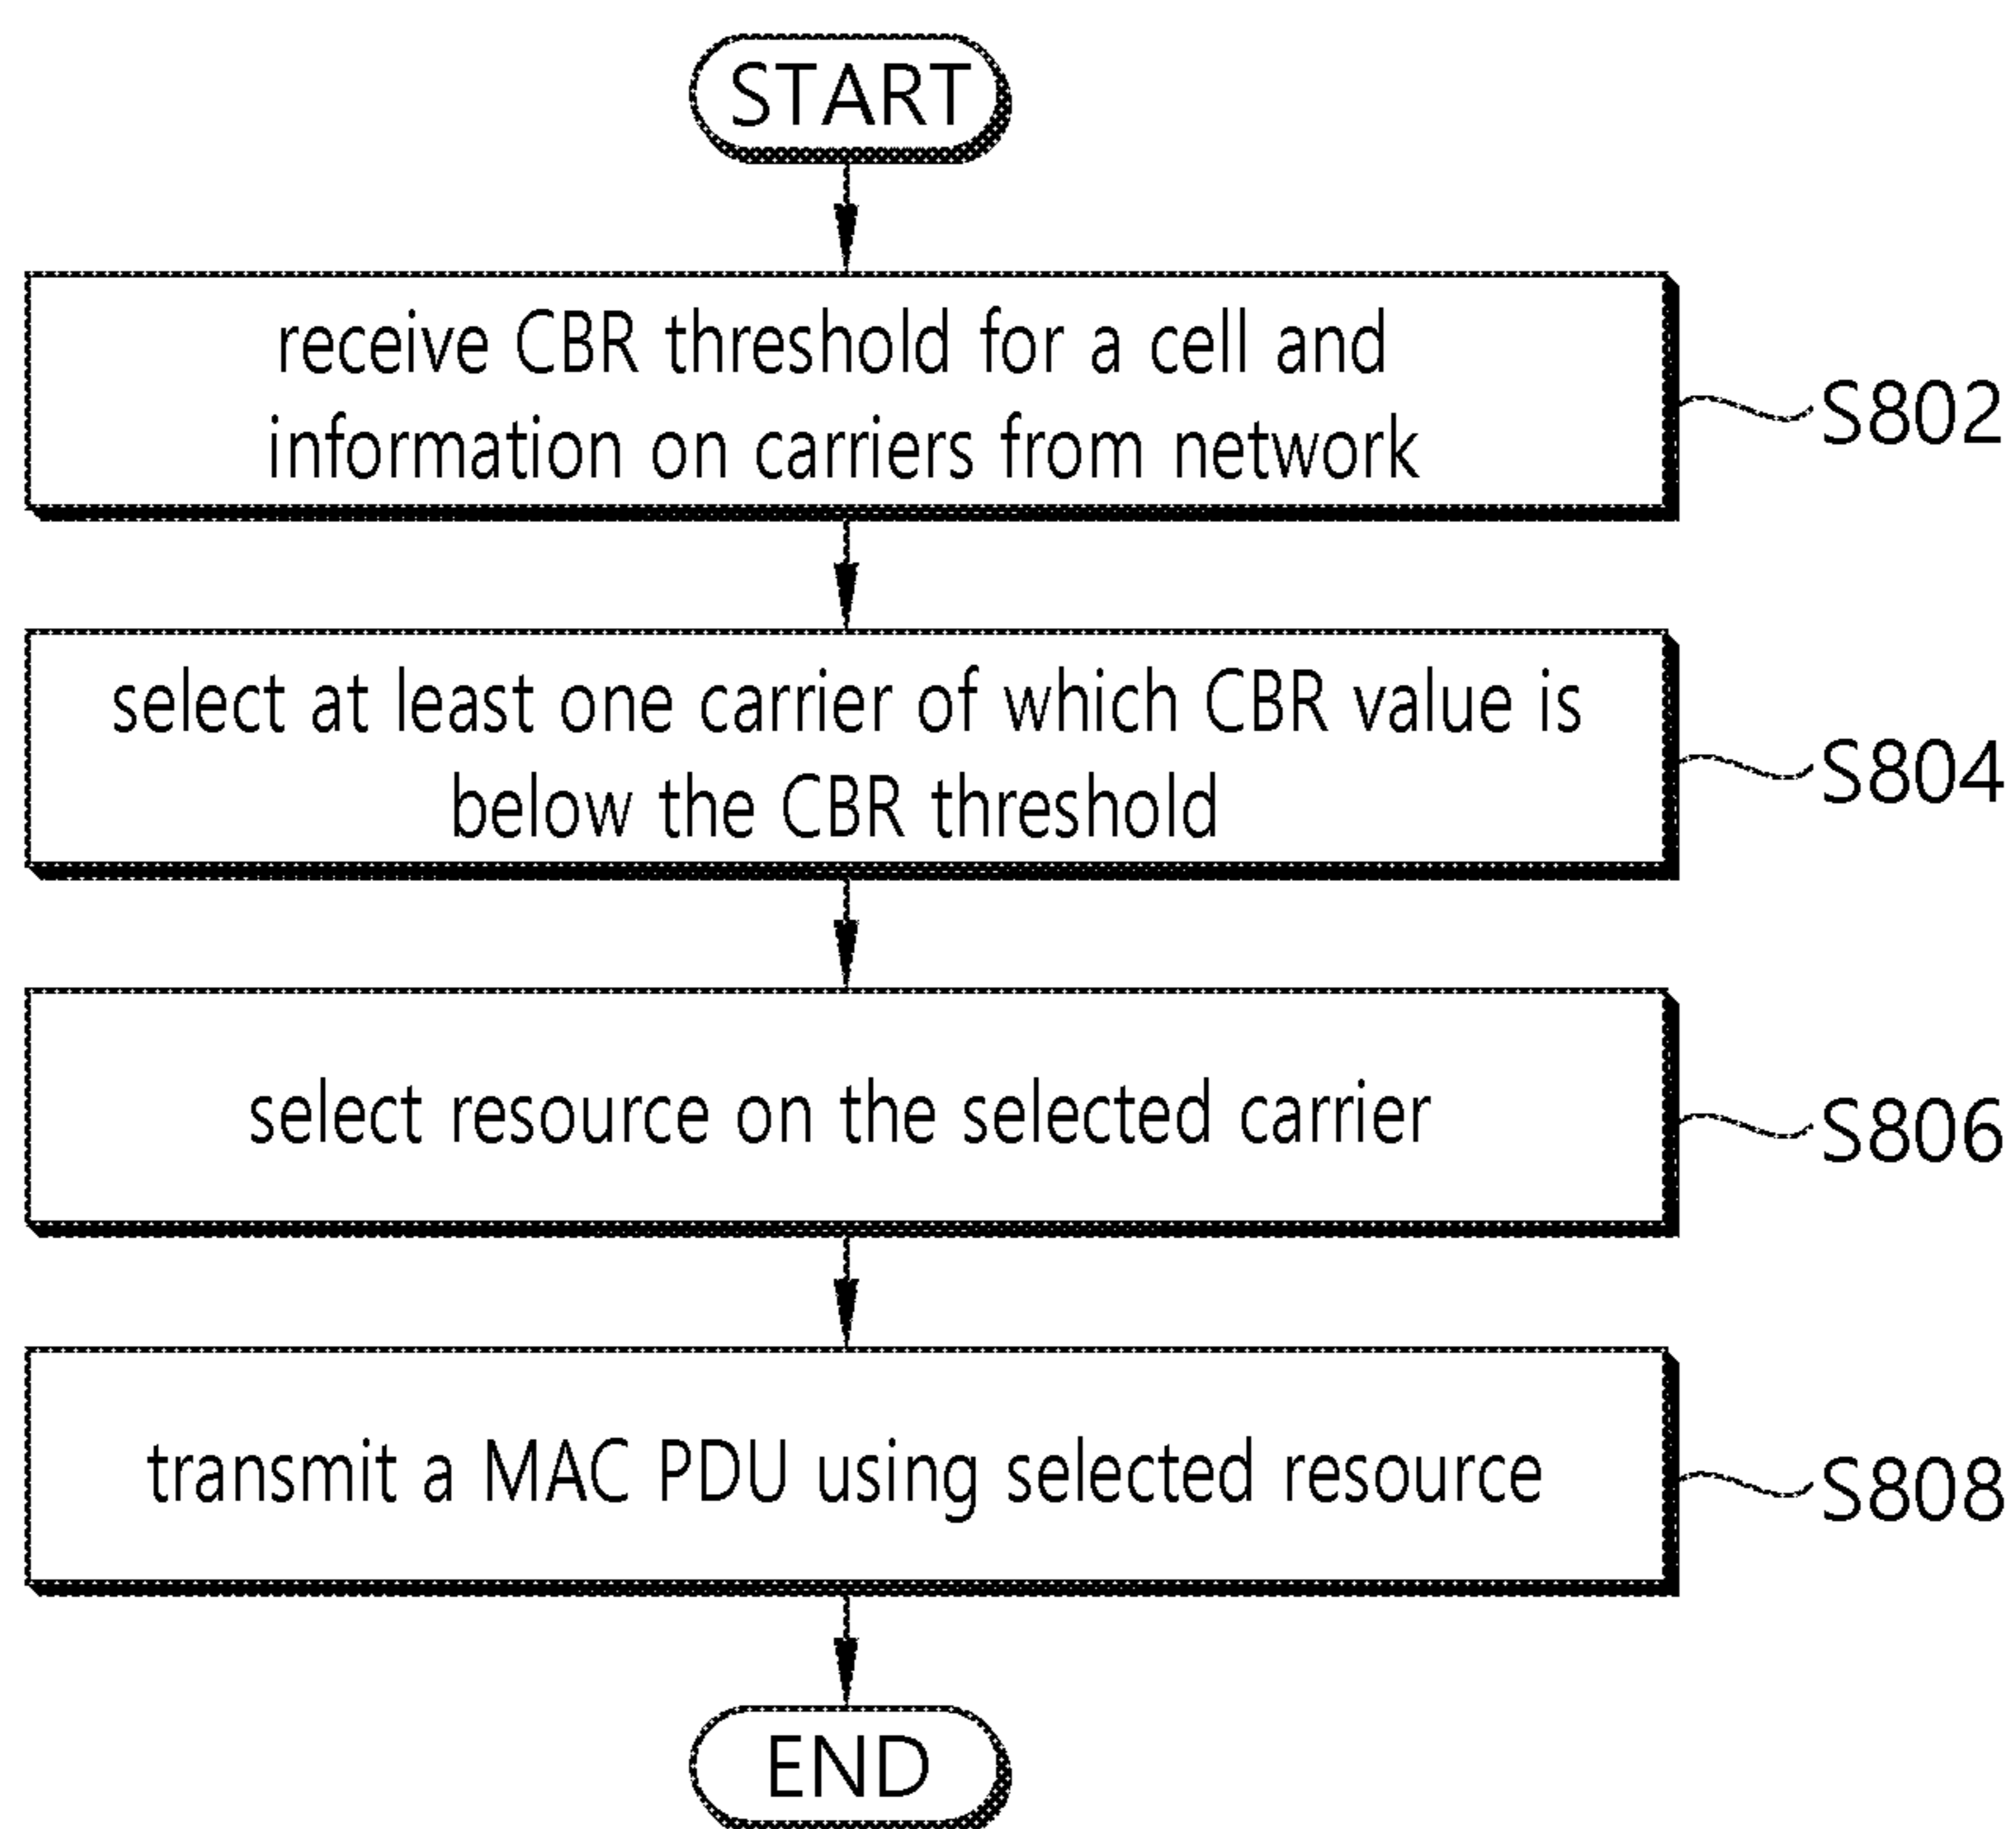 START
receive CBR threshold for a cell and
information on carriers from network
S802
select at least one carrier of which CBR value is
below the CBR threshold
S804
select resource on the selected carrier
S806
transmit a MAC PDU using selected resource
S808
END